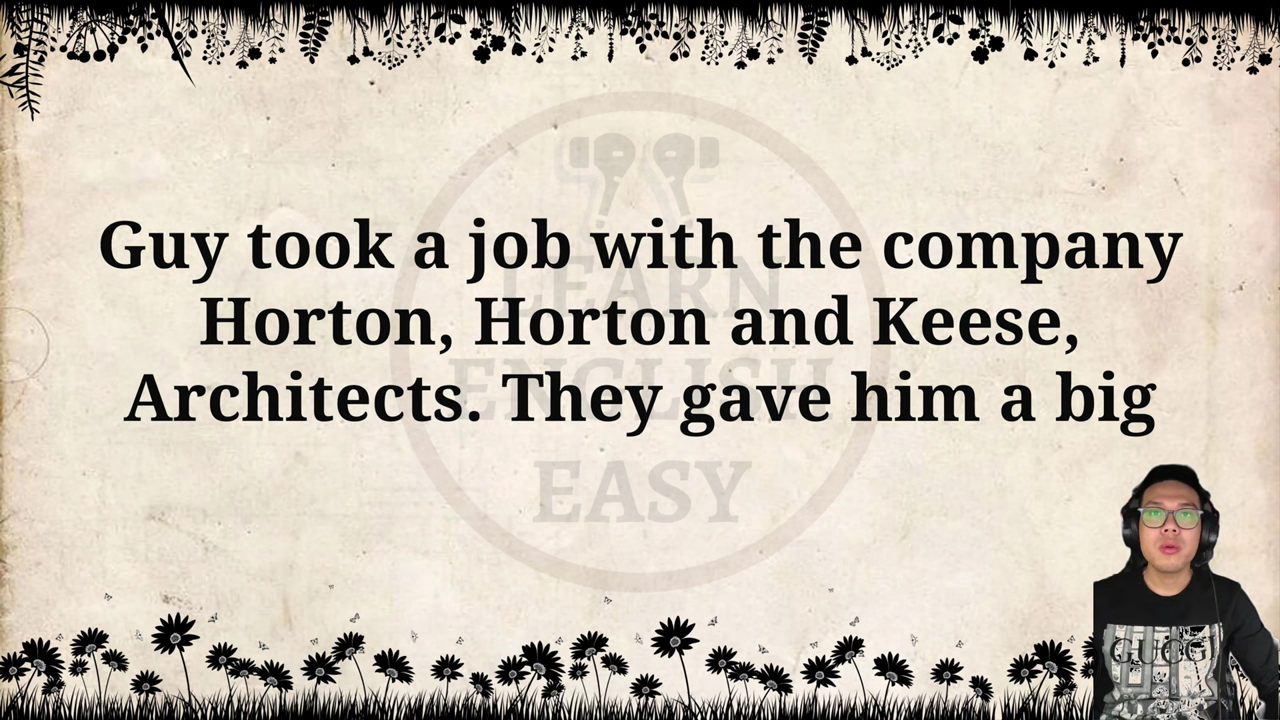 Guy took a job with the company
Horton, Horton and Keese,
Architects. They gave him a big
LEARN
ENGLISH
EASY
GUCCI